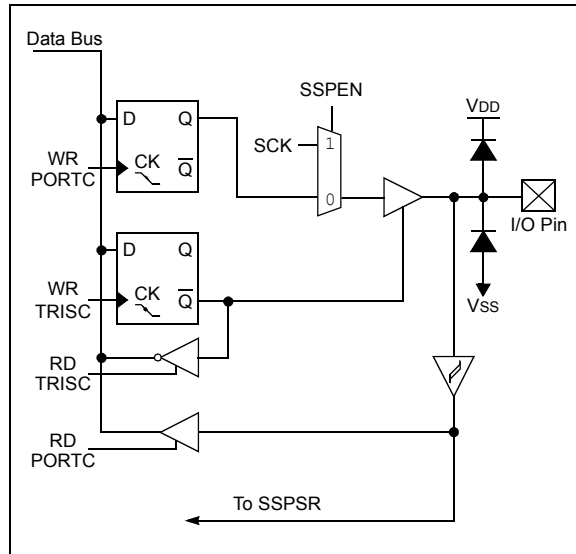 Data Bus
SSPEN
VDD
D
Q
SCK
1
WR
PORTC
CK
Q
0
I/O Pin
D
Q
WR
TRISC
CK
Q
VSS
RD
TRISC
RD
PORTC
To SSPSR